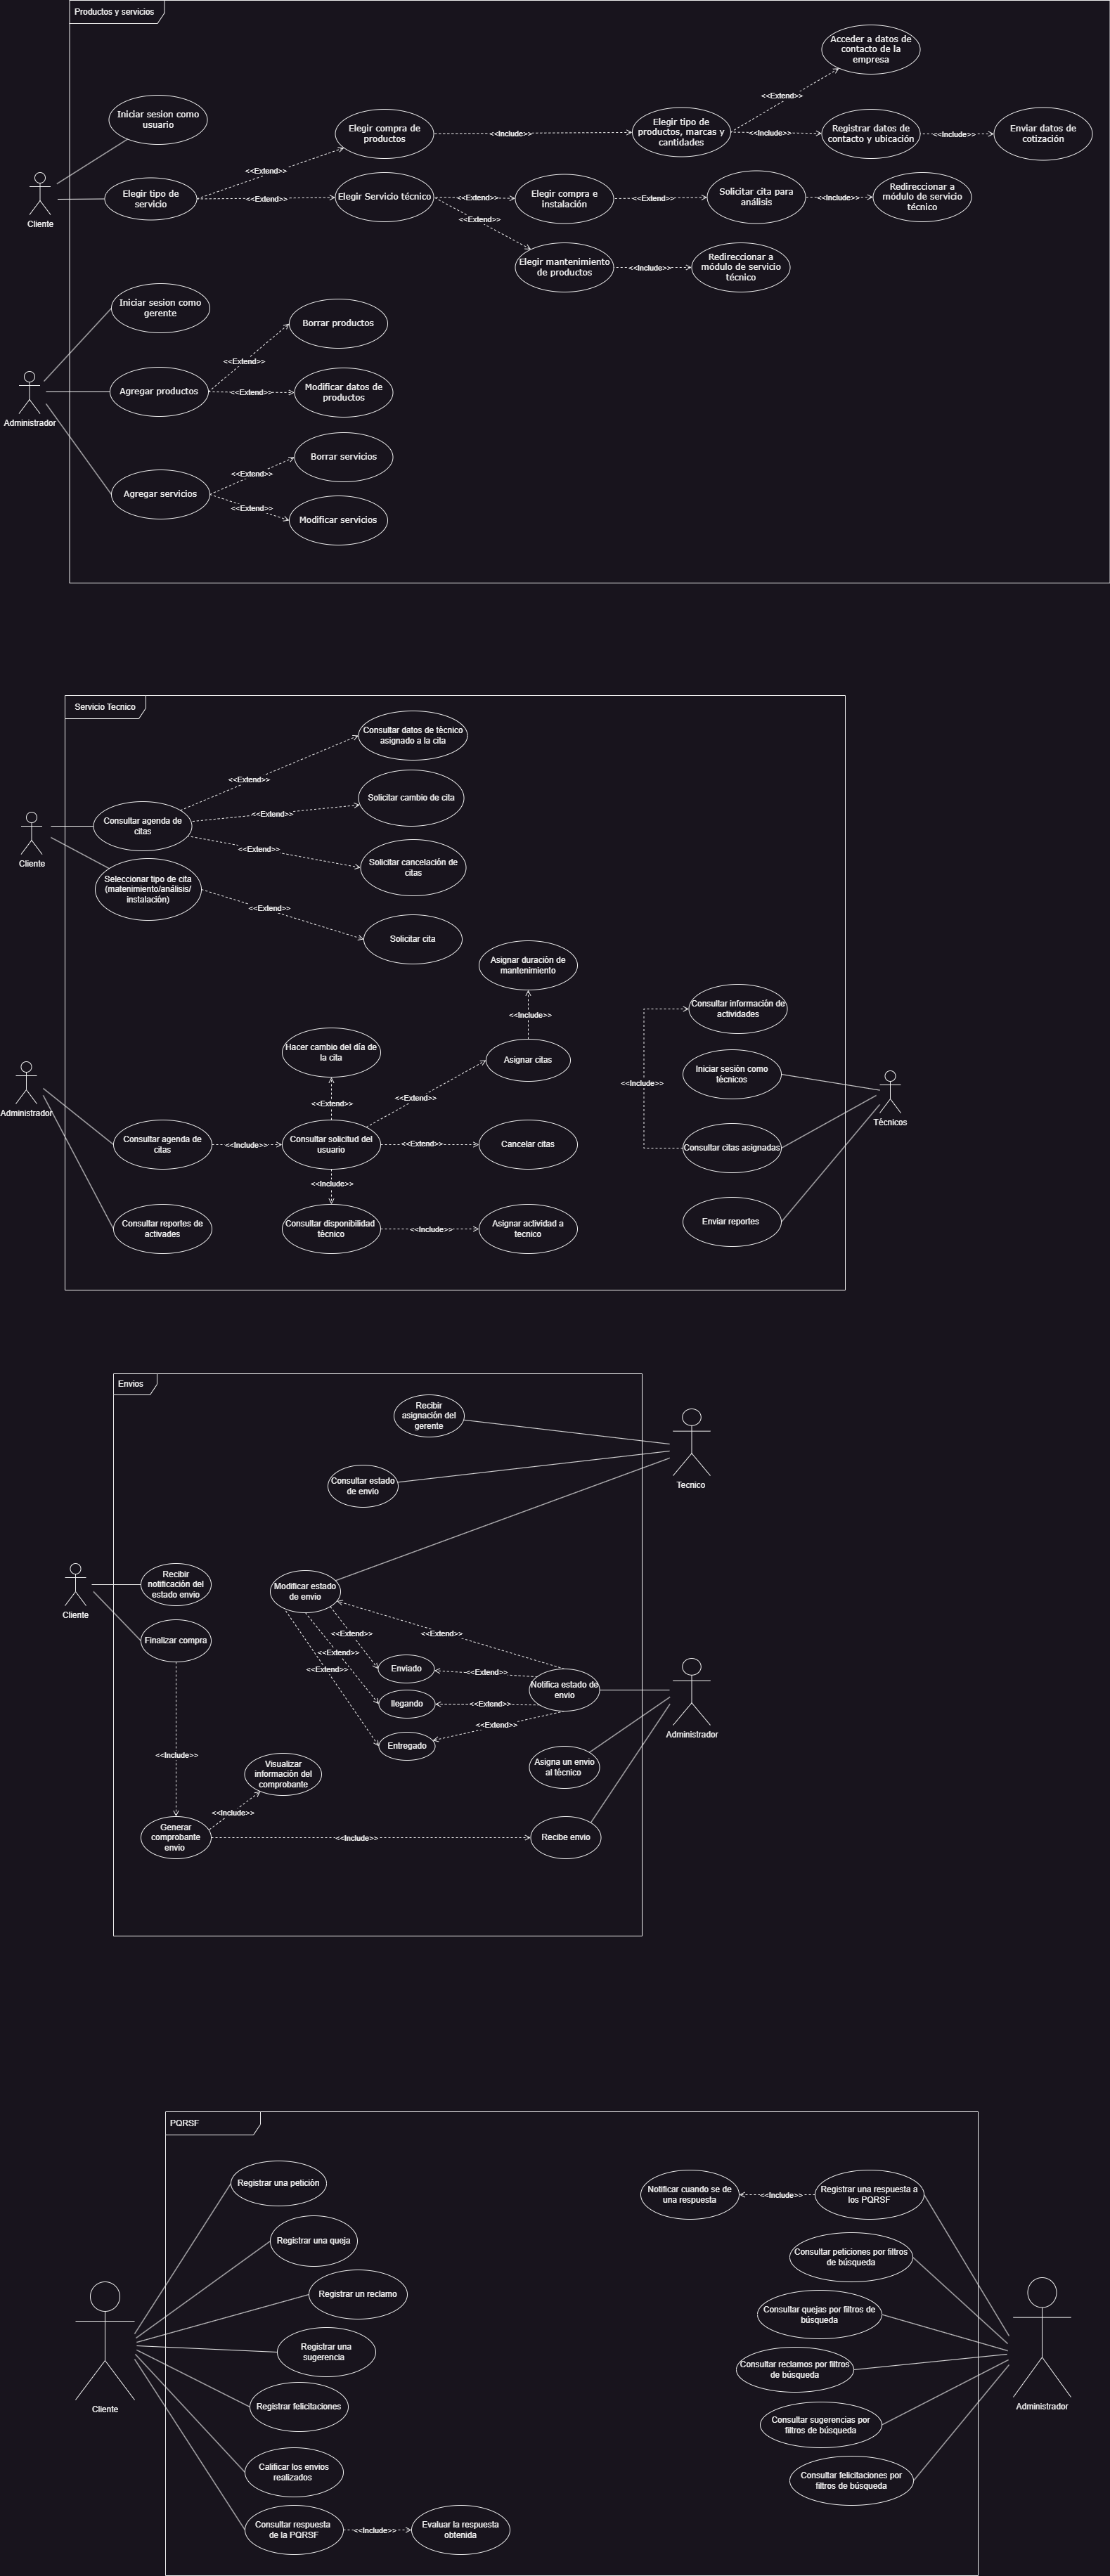 Productos y servicios
Acceder a datos de
contacto de la
empresa
<<Extend>>
Iniciar sesion como
usuario
Elegir compra de
productos
<<Include>>
Elegir tipo de
productos, marcas y
cantidades
<<Include>>
Registrar datos de
contacto y ubicación
<<Include>>
Enviar datos de
cotización
<<Extend>>
Cliente
Elegir tipo de
servicio
<<Extend>>
Elegir Servicio técnico
<<Extend>>
Elegir compra e
instalación
<<Extend>>
Solicitar cita para
análisis
<<Include>>
Redireccionar a
módulo de servicio
técnico
<<Extend>>
Elegir mantenimiento
de productos
<<Include>>
Redireccionar a
módulo de servicio
técnico
Iniciar sesion como
gerente
Borrar productos
<<Extend>>
Administrador
Agregar productos
<<Extend>>
Modificar datos de
productos
Borrar servicios
<<Extend>>
Agregar servicios
<<Extend>>
Modificar servicios
Servicio Tecnico
Consultar datos de técnico
asignado a la cita
<<Extend>>
Solicitar cambio de cita
<<Extend>>
Cliente
Consultar agenda de
citas
<<Extend>>
Solicitar cancelación de
citas
Seleccionar tipo de cita
(matenimiento/análisis/
instalación)
<<Extend>>
Solicitar cita
Asignar duración de
mantenimiento
<<Include>>
Consultar información de
actividades
Hacer cambio del día de
la cita
Asignar citas
Iniciar sesión como
técnicos
<<Include>>
<<Extend>>
<<Extend>>
Administrador
Técnicos
Consultar agenda de
citas
<<Include>>
Consultar solicitud del
usuario
<<Extend>>
Cancelar citas
Consultar citas asignadas
<<Include>>
Consultar reportes de
activades
Consultar disponibilidad
técnico
<<Include>>
Asignar actividad a
tecnico
Enviar reportes
Envios
Recibir
asignación del
gerente
Consultar estado
de envio
Tecnico
Recibir
notificación del
estado envio
Modificar estado
de envio
Cliente
Finalizar compra
<<Extend>>
<<Extend>>
<<Extend>>
<<Extend>>
Enviado
<<Extend>>
Notifica estado de
envio
llegando
<<Extend>>
<<Extend>>
Entregado
Administrador
<<Include>>
Visualizar
información del
comprobante
Asigna un envio
al técnico
<<Include>>
Generar
comprobante
envio
<<Include>>
Recibe envio
PQRSF
Registrar una petición
Notificar cuando se de
una respuesta
<<Include>>
Registrar una respuesta a
los PQRSF
Registrar una queja
Consultar peticiones por filtros
de búsqueda
Registrar un reclamo
Consultar quejas por filtros de
búsqueda
Registrar una
sugerencia
Consultar reclamos por filtros
de búsqueda
Cliente
Administrador
Registrar felicitaciones
Consultar sugerencias por
filtros de búsqueda
Calificar los envios
realizados
Consultar felicitaciones por
filtros de búsqueda
Consultar respuesta
de la PQRSF
<<Include>>
Evaluar la respuesta
obtenida